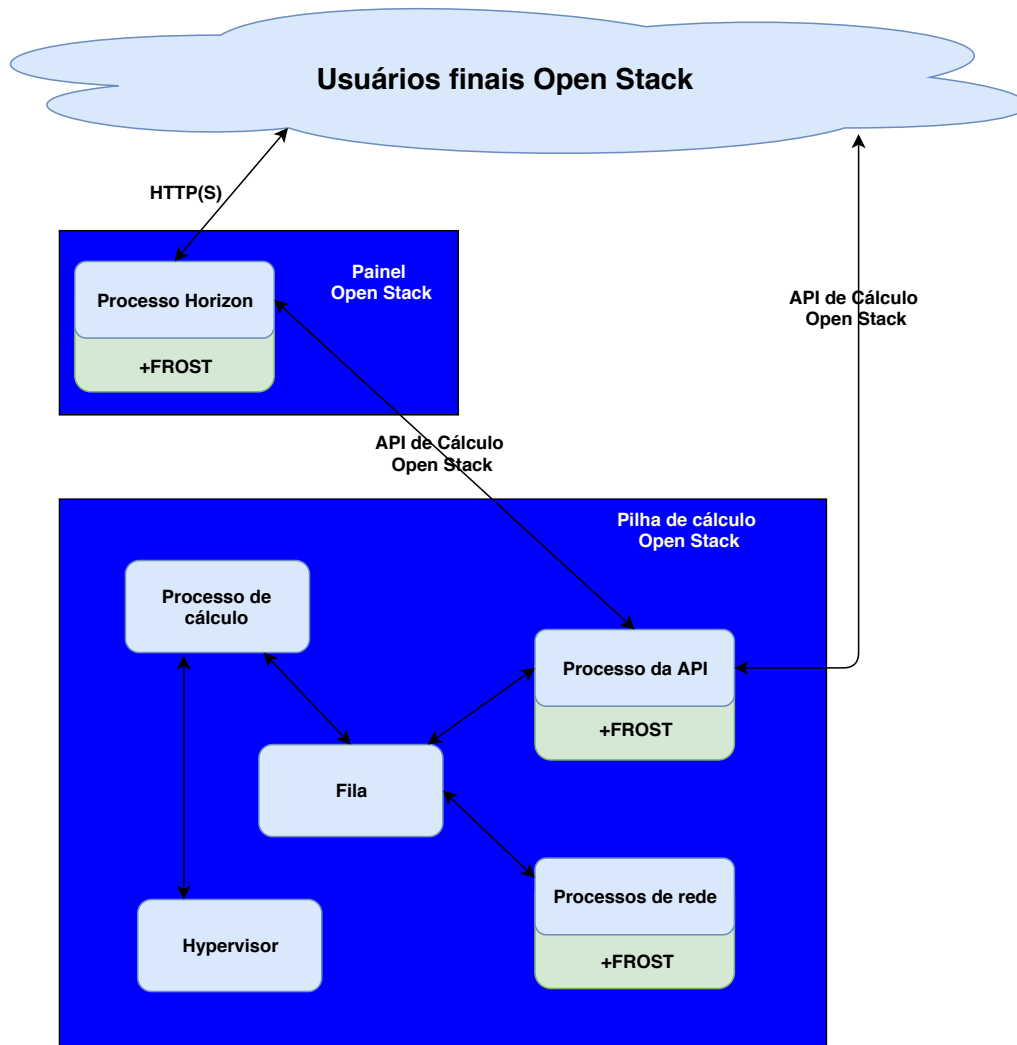 Usuários finais Open Stack
HTTP(S)
Painel
Open Stack
Processo Horizon
+FROST
API de Cálculo
Open Stack
API de Cálculo
Open Stack
Pilha de cálculo
Open Stack
Processo de
cálculo
Processo da API
+FROST
Fila
Processos de rede
+FROST
Hypervisor